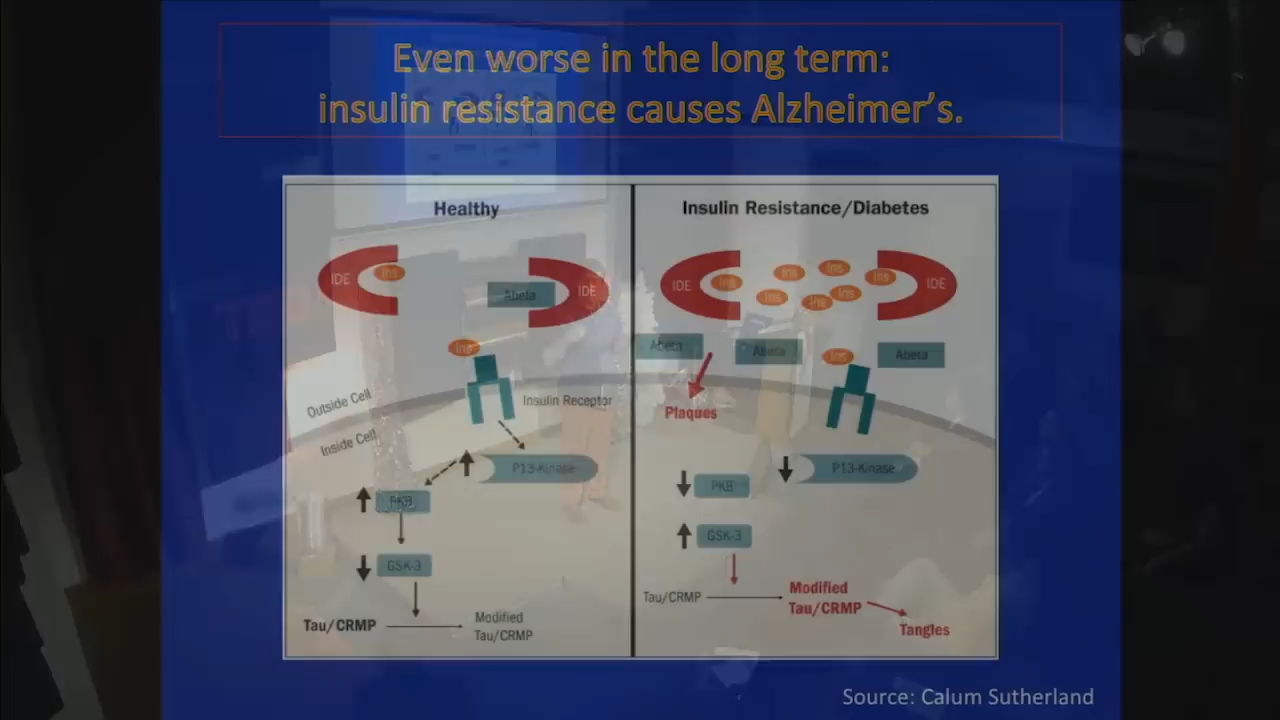 Even worse in the long term:
insulin resistance causes Alzheimer's.
Healthy
IDE
Ins
Abeta
IDE
Ins
Outside Cell
Inside Cell
Insulin Receptor
P13-Kinase
PKB
GSK-3
Tau/CRMP
Modified
Tau/CRMP
Insulin Resistance/Diabetes
IDE
Ins
Ins
Ins
Ins
Ins
Ins
Ins
IDE
Abeta
Abeta
Ins
Abeta
Plaques
P13-Kinase
PKB
GSK-3
Tau/CRMP
Modified
Tau/CRMP
Tangles
Source: Calum Sutherland